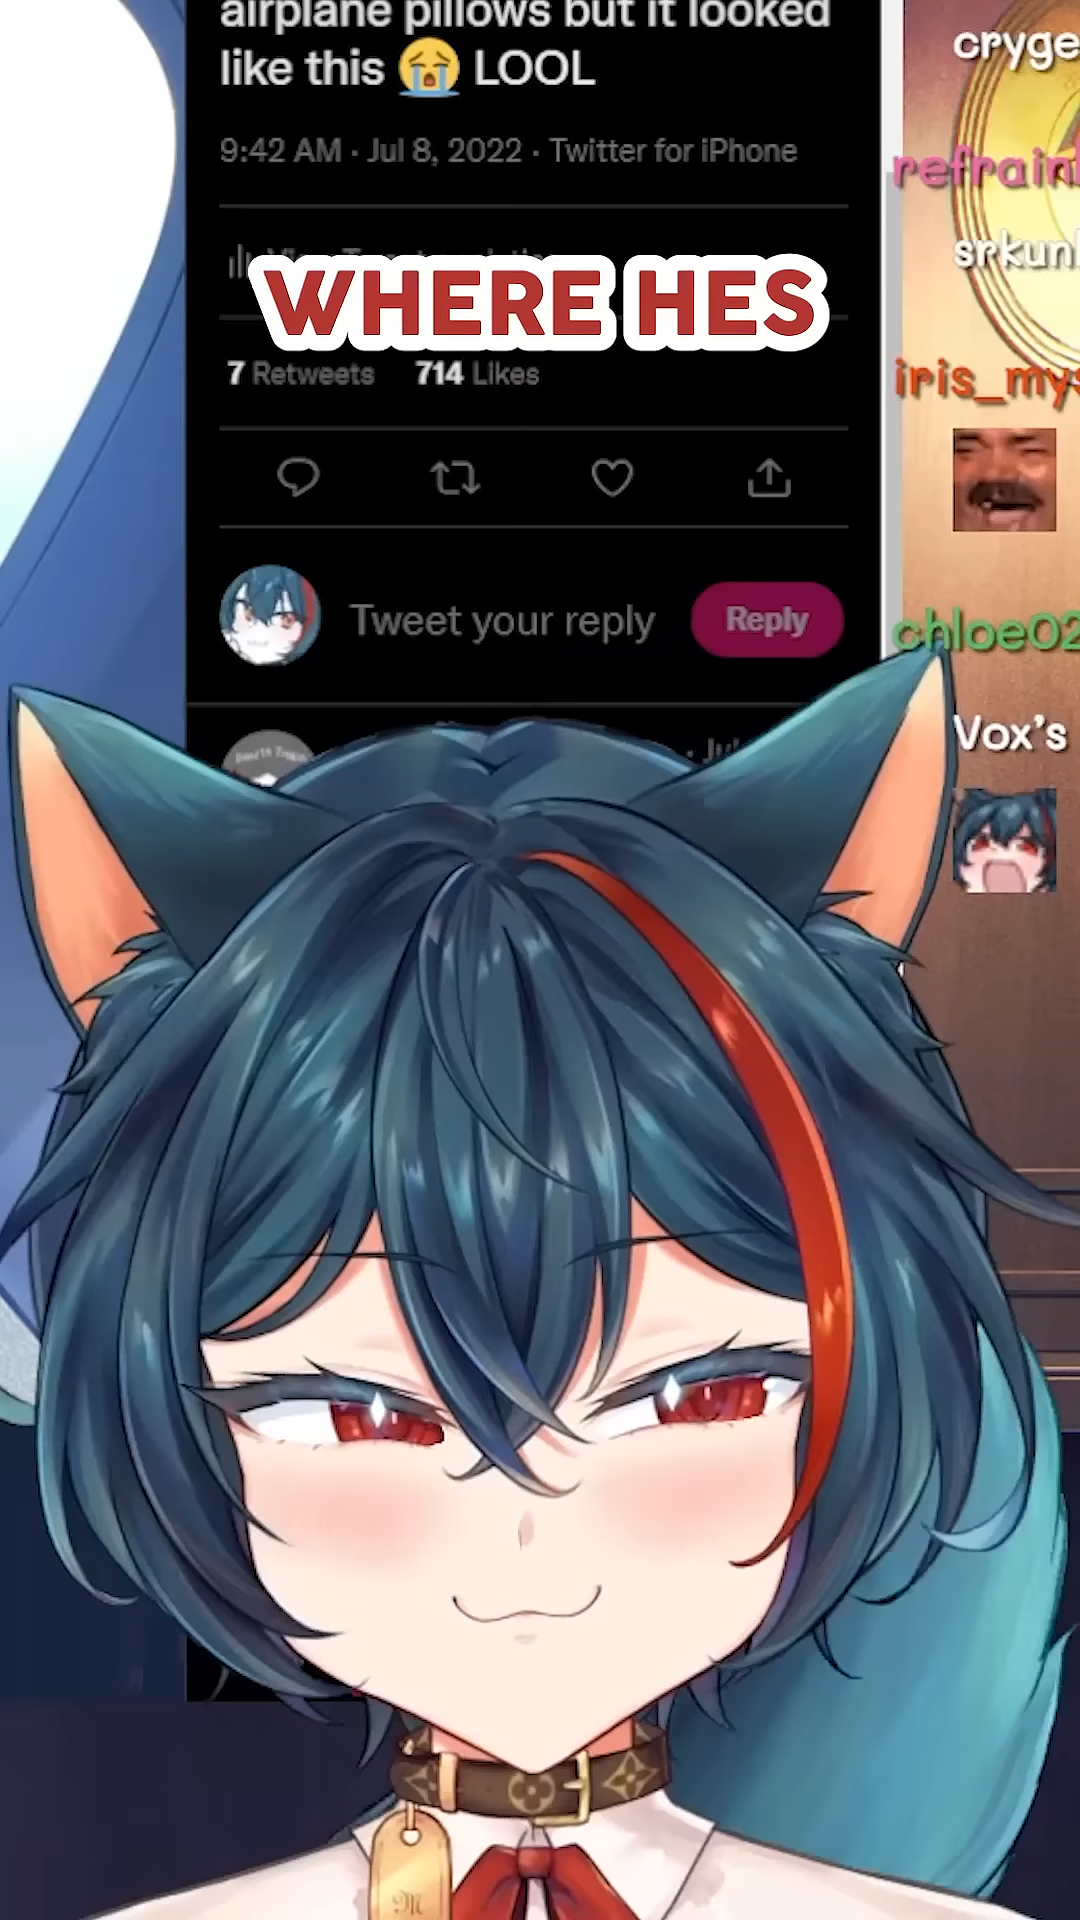 airplane pillows but it looked
like this 😭 LOOL
9:42 AM · Jul 8, 2022 · Twitter for iPhone
WHERE HES
7 Retweets 714 Likes
Tweet your reply
Reply
cryge
refrain
srkun
iris_mys
chloe02
Vox's
M